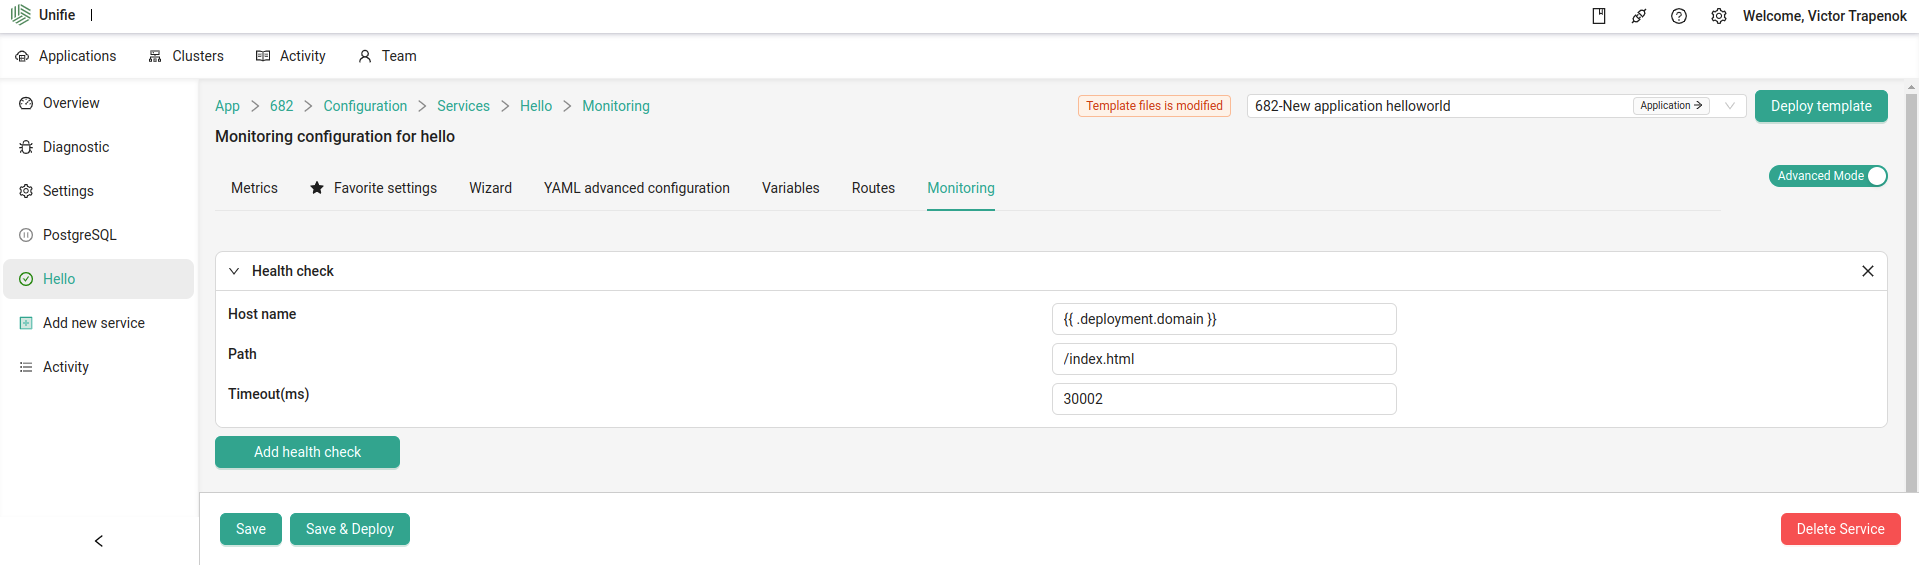 Unifie
Welcome, Victor Trapenok
Applications
Clusters
Activity
Team
Overview
Diagnostic
Settings
PostgreSQL
Hello
Add new service
Activity
App > 682 > Configuration > Services > Hello > Monitoring
Template files is modified
682-New application helloworld
Application →
Deploy template
Monitoring configuration for hello
Metrics
Favorite settings
Wizard
YAML advanced configuration
Variables
Routes
Monitoring
Advanced Mode
Health check
Host name
{{ .deployment.domain }}
Path
/index.html
Timeout(ms)
30002
Add health check
Save
Save & Deploy
Delete Service